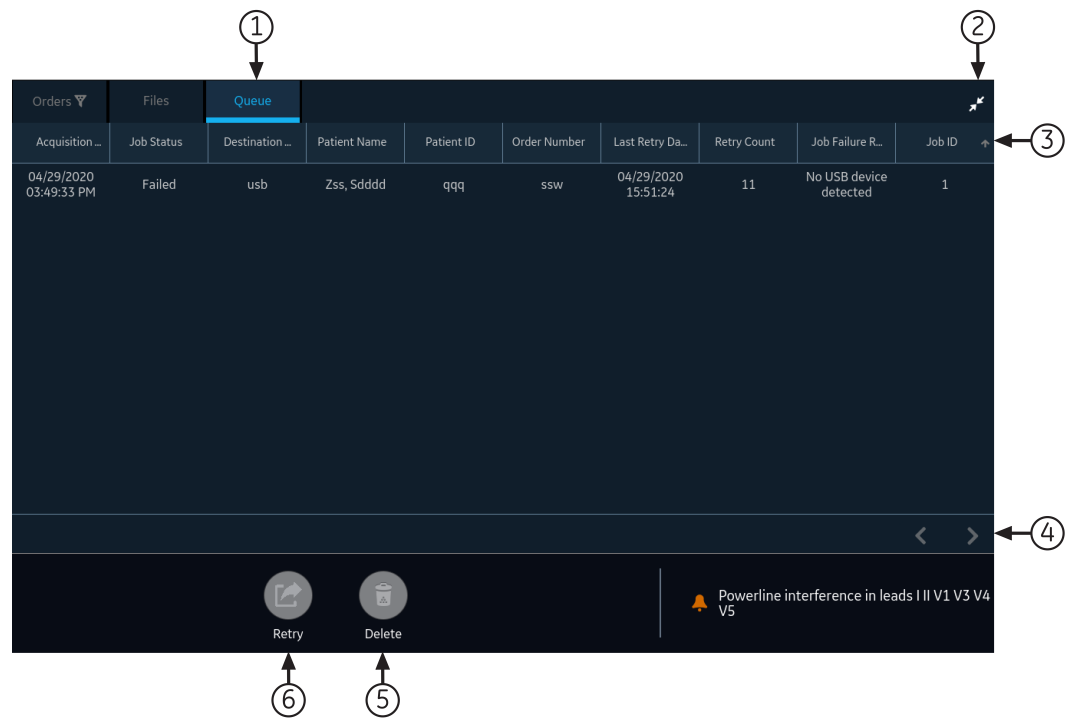 1
2
Orders
Files
Queue
Acquisition ...
Job Status
Destination ...
Patient Name
Patient ID
Order Number
Last Retry Da...
Retry Count
Job Failure R...
Job ID
3
04/29/2020
03:49:33 PM
Failed
usb
Zss, Sdddd
qqq
ssw
04/29/2020
15:51:24
11
No USB device
detected
1
4
Powerline interference in leads I II V1 V3 V4
V5
Retry
Delete
6
5